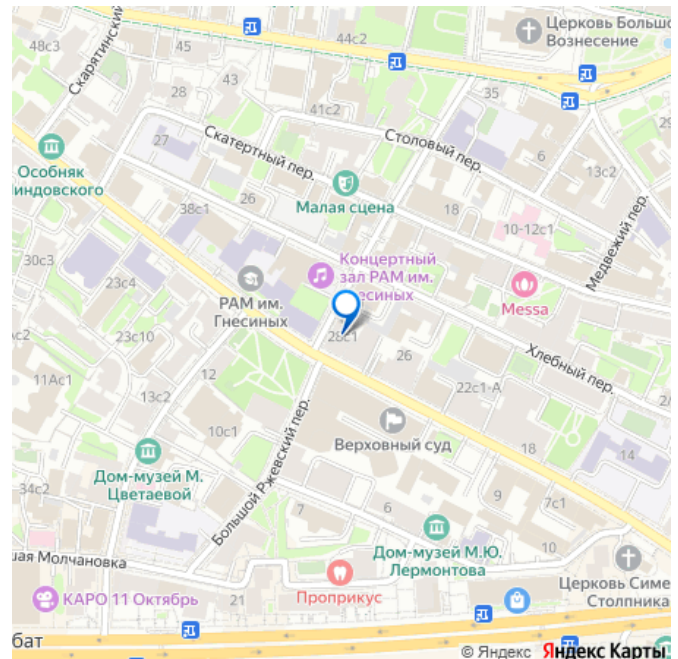 Церковь Большо
Вознесение
48с3
Скарятинский
45
44с2
43
28
41с2
35
Столовый пер.
27
Скатертный пер.
6
29
Особняк
индовского
13с2
Малая сцена
26
18
38с1
10-12с1
Медвежий пер.
30с3
Концертный
зал РАМ им.
Гнесиных
23с4
РАМ им.
Гнесиных
Messa
Ас2
23с10
28с1
26
Хлебный пер.
12
11Ас1
22с1-А
2/
13с2
10с1
Большой Ржевский пер.
Верховный суд
18
14
Дом-музей М.
Цветаевой
34с2
9
7с1
7
6
Дом-музей М.Ю.
Лермонтова
10
шая Молчановка
Церковь Симе
Столпника
КАРО 11 Октябрь
21
Проприкус
бат
© Яндекс Яндекс Карты